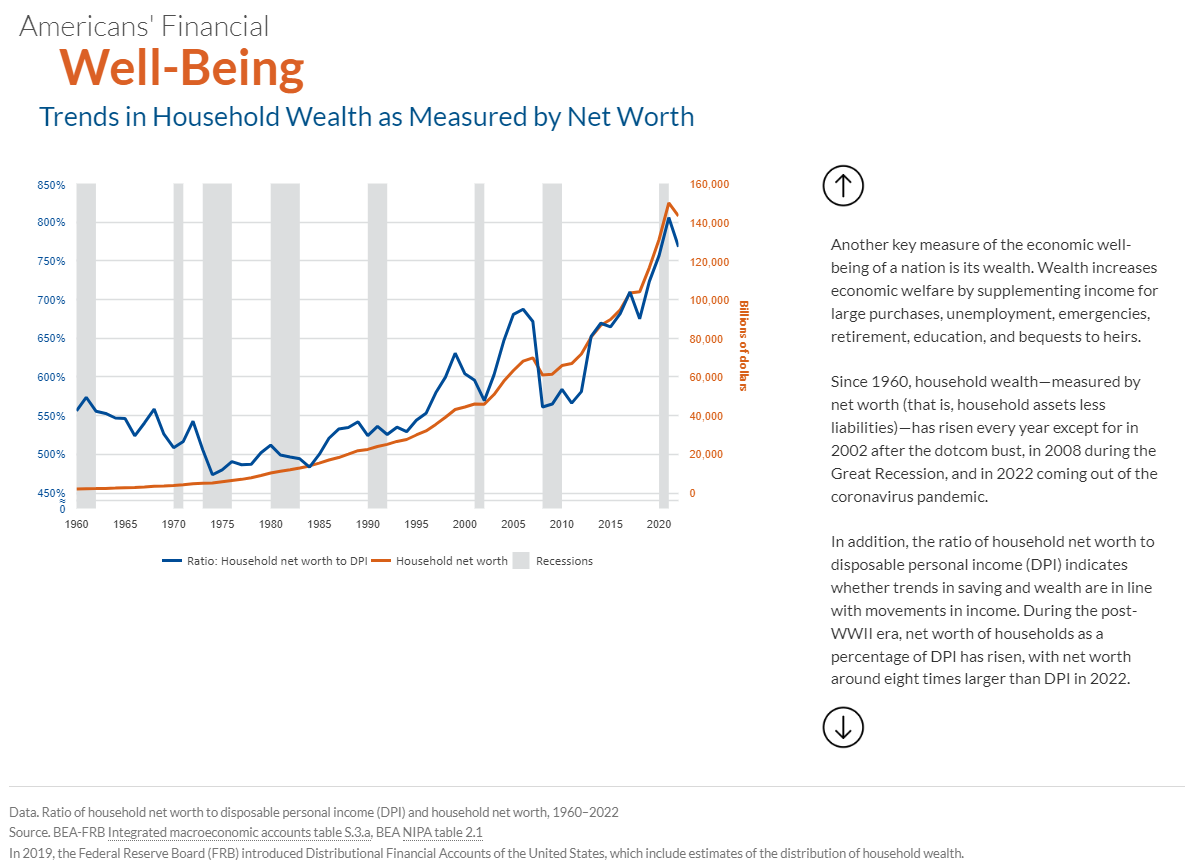 Americans' Financial
Well-Being
Trends in Household Wealth as Measured by Net Worth
850%
800%
750%
700%
650%
600%
550%
500%
450%
≈
0
160,000
140,000
120,000
100,000
80,000
60,000
40,000
20,000
0
Billions of dollars
1960 1965 1970 1975 1980 1985 1990 1995 2000 2005 2010 2015 2020
Ratio: Household net worth to DPI Household net worth Recessions
Another key measure of the economic well-
being of a nation is its wealth. Wealth increases
economic welfare by supplementing income for
large purchases, unemployment, emergencies,
retirement, education, and bequests to heirs.
Since 1960, household wealth—measured by
net worth (that is, household assets less
liabilities)—has risen every year except for in
2002 after the dotcom bust, in 2008 during the
Great Recession, and in 2022 coming out of the
coronavirus pandemic.
In addition, the ratio of household net worth to
disposable personal income (DPI) indicates
whether trends in saving and wealth are in line
with movements in income. During the post-
WWII era, net worth of households as a
percentage of DPI has risen, with net worth
around eight times larger than DPI in 2022.
Data. Ratio of household net worth to disposable personal income (DPI) and household net worth, 1960–2022
Source. BEA-FRB Integrated macroeconomic accounts table S.3.a, BEA NIPA table 2.1
In 2019, the Federal Reserve Board (FRB) introduced Distributional Financial Accounts of the United States, which include estimates of the distribution of household wealth.